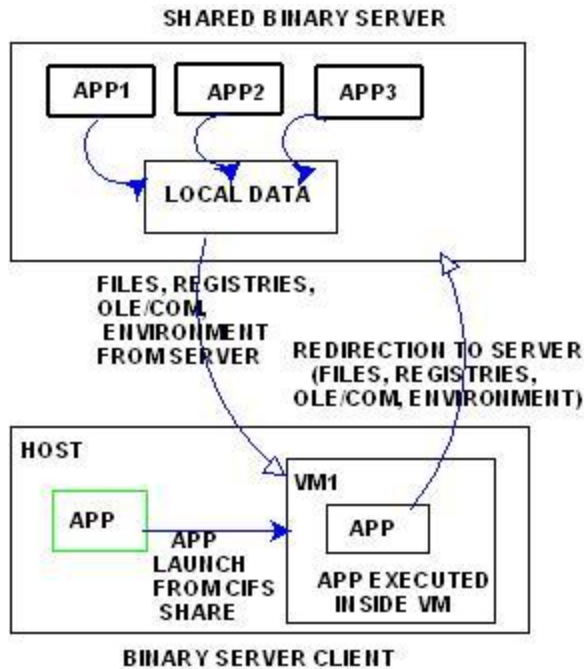 SHARED BINARY SERVER
APP1
APP2
APP3
LOCAL DATA
FILES, REGISTRIES,
OLE/COM,
ENVIRONMENT
FROM SERVER
REDIRECTION TO SERVER
(FILES, REGISTRIES,
OLE/COM, ENVIRONMENT)
HOST
APP
APP
LAUNCH
FROM CIFS
SHARE
VM1
APP
APP EXECUTED
INSIDE VM
BINARY SERVER CLIENT